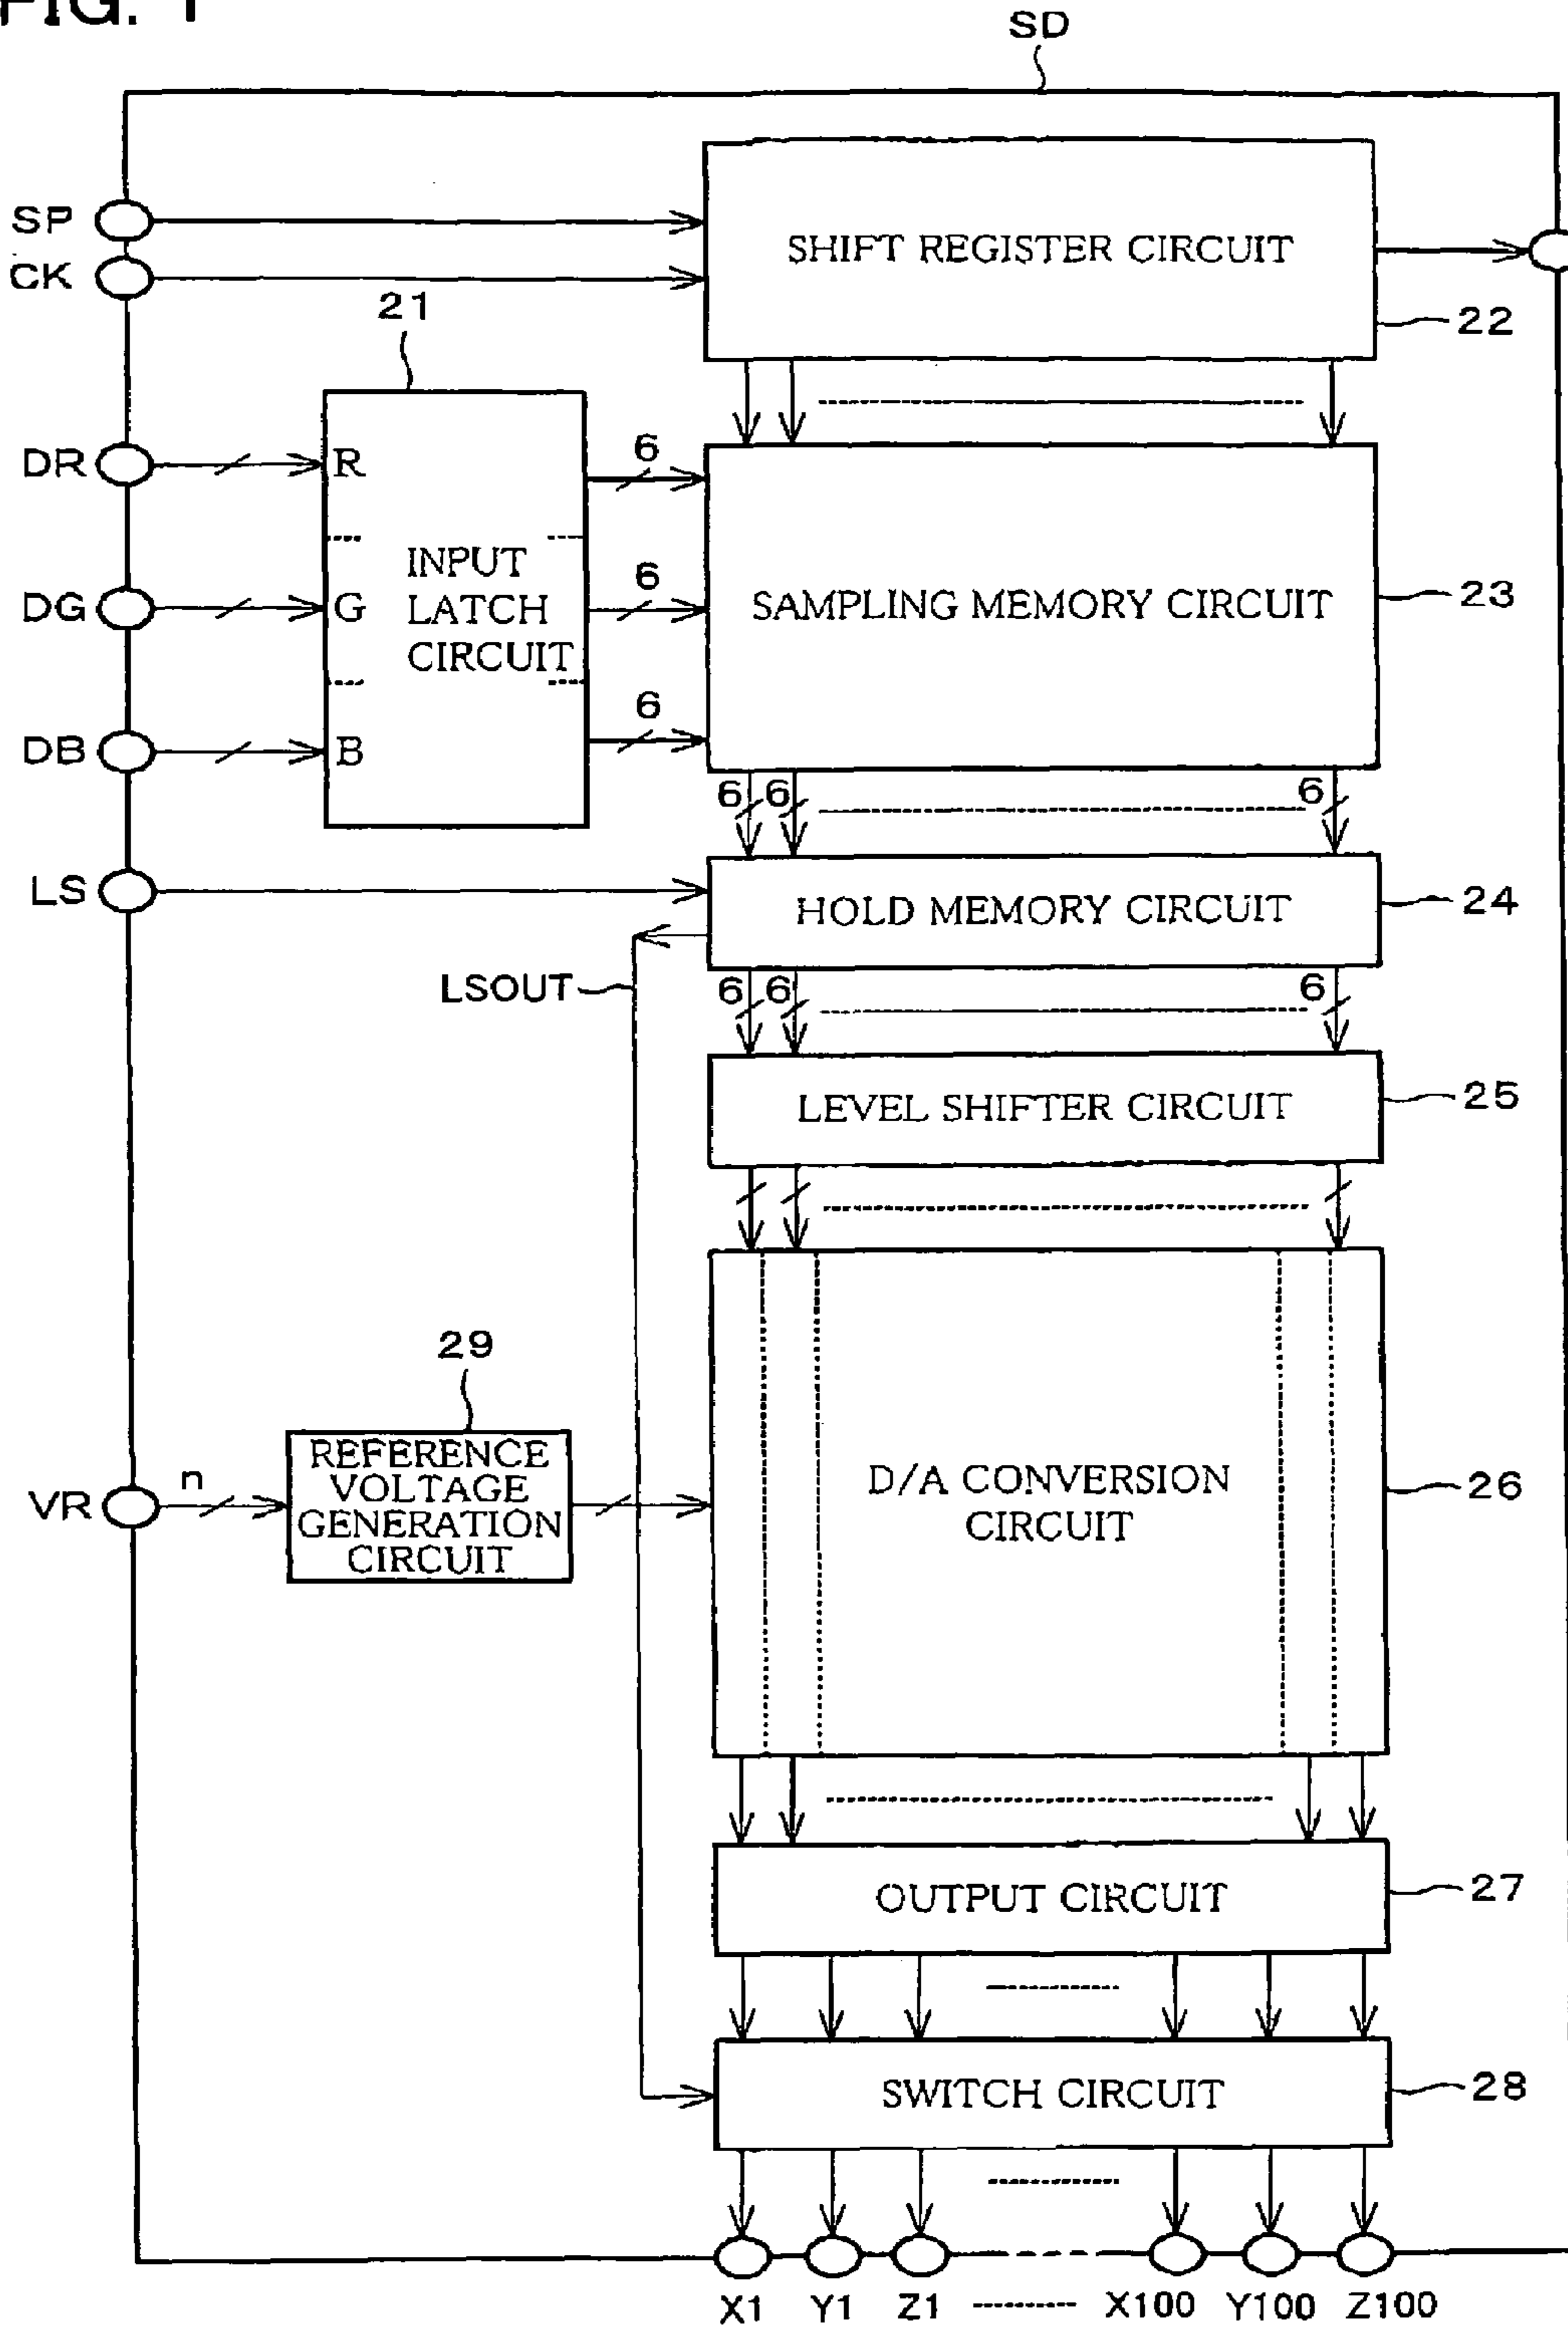 FIG. 1
SD
SP
CK
SHIFT REGISTER CIRCUIT
22
21
DR
R
6
DG
G
INPUT
LATCH
CIRCUIT
6
SAMPLING MEMORY CIRCUIT
23
DB
B
6
6 6 6
LS
HOLD MEMORY CIRCUIT
24
LSOUT
6 6 6
LEVEL SHIFTER CIRCUIT
25
29
VR
n
REFERENCE
VOLTAGE
GENERATION
CIRCUIT
D/A CONVERSION
CIRCUIT
26
OUTPUT CIRCUIT
27
SWITCH CIRCUIT
28
X1 Y1 Z1 X100 Y100 Z100